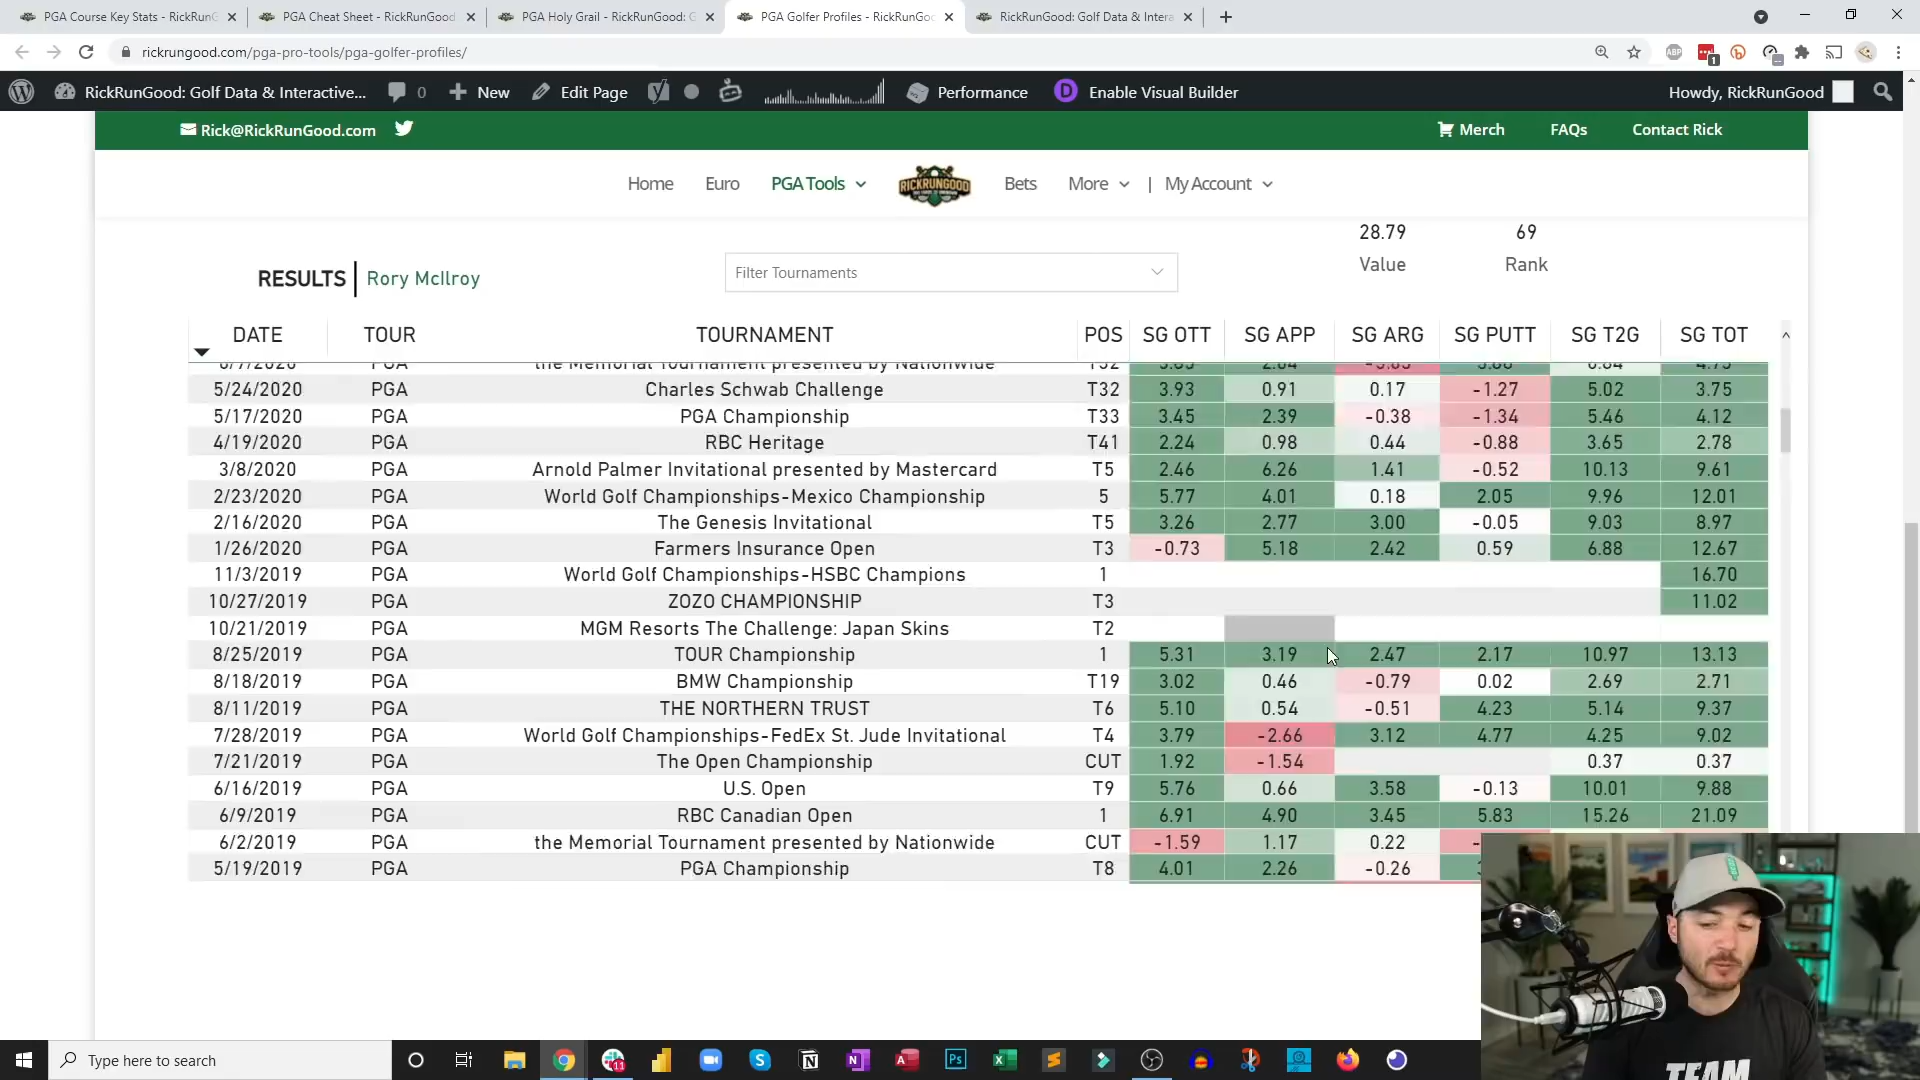 PGA Course Key Stats - RickRunG
PGA Cheat Sheet - RickRunGood
PGA Holy Grail - RickRunGood: G
PGA Golfer Profiles - RickRunGoo
RickRunGood: Golf Data & Intera
rickrungood.com/pga-pro-tools/pga-golfer-profiles/
ABP
1
RickRunGood: Golf Data & Interactive... 0 New Edit Page Performance D Enable Visual Builder Howdy, RickRunGood
Rick@RickRunGood.com Merch FAQs Contact Rick
Home Euro PGA Tools RICKRUNGOOD Bets More | My Account
28.79 69
Value Rank
RESULTS | Rory McIlroy
Filter Tournaments
DATE TOUR TOURNAMENT POS SG OTT SG APP SG ARG SG PUTT SG T2G SG TOT
the Memorial Tournament presented by Nationwide
5/24/2020 PGA Charles Schwab Challenge T32 3.93 0.91 0.17 -1.27 5.02 3.75
5/17/2020 PGA PGA Championship T33 3.45 2.39 -0.38 -1.34 5.46 4.12
4/19/2020 PGA RBC Heritage T41 2.24 0.98 0.44 -0.88 3.65 2.78
3/8/2020 PGA Arnold Palmer Invitational presented by Mastercard T5 2.46 6.26 1.41 -0.52 10.13 9.61
2/23/2020 PGA World Golf Championships-Mexico Championship 5 5.77 4.01 0.18 2.05 9.96 12.01
2/16/2020 PGA The Genesis Invitational T5 3.26 2.77 3.00 -0.05 9.03 8.97
1/26/2020 PGA Farmers Insurance Open T3 -0.73 5.18 2.42 0.59 6.88 12.67
11/3/2019 PGA World Golf Championships-HSBC Champions 1 16.70
10/27/2019 PGA ZOZO CHAMPIONSHIP T3 11.02
10/21/2019 PGA MGM Resorts The Challenge: Japan Skins T2
8/25/2019 PGA TOUR Championship 1 5.31 3.19 2.47 2.17 10.97 13.13
8/18/2019 PGA BMW Championship T19 3.02 0.46 -0.79 0.02 2.69 2.71
8/11/2019 PGA THE NORTHERN TRUST T6 5.10 0.54 -0.51 4.23 5.14 9.37
7/28/2019 PGA World Golf Championships-FedEx St. Jude Invitational T4 3.79 -2.66 3.12 4.77 4.25 9.02
7/21/2019 PGA The Open Championship CUT 1.92 -1.54 0.37 0.37
6/16/2019 PGA U.S. Open T9 5.76 0.66 3.58 -0.13 10.01 9.88
6/9/2019 PGA RBC Canadian Open 1 6.91 4.90 3.45 5.83 15.26 21.09
6/2/2019 PGA the Memorial Tournament presented by Nationwide CUT -1.59 1.17 0.22
5/19/2019 PGA PGA Championship T8 4.01 2.26 -0.26
TEAM
Type here to search
11
Ps